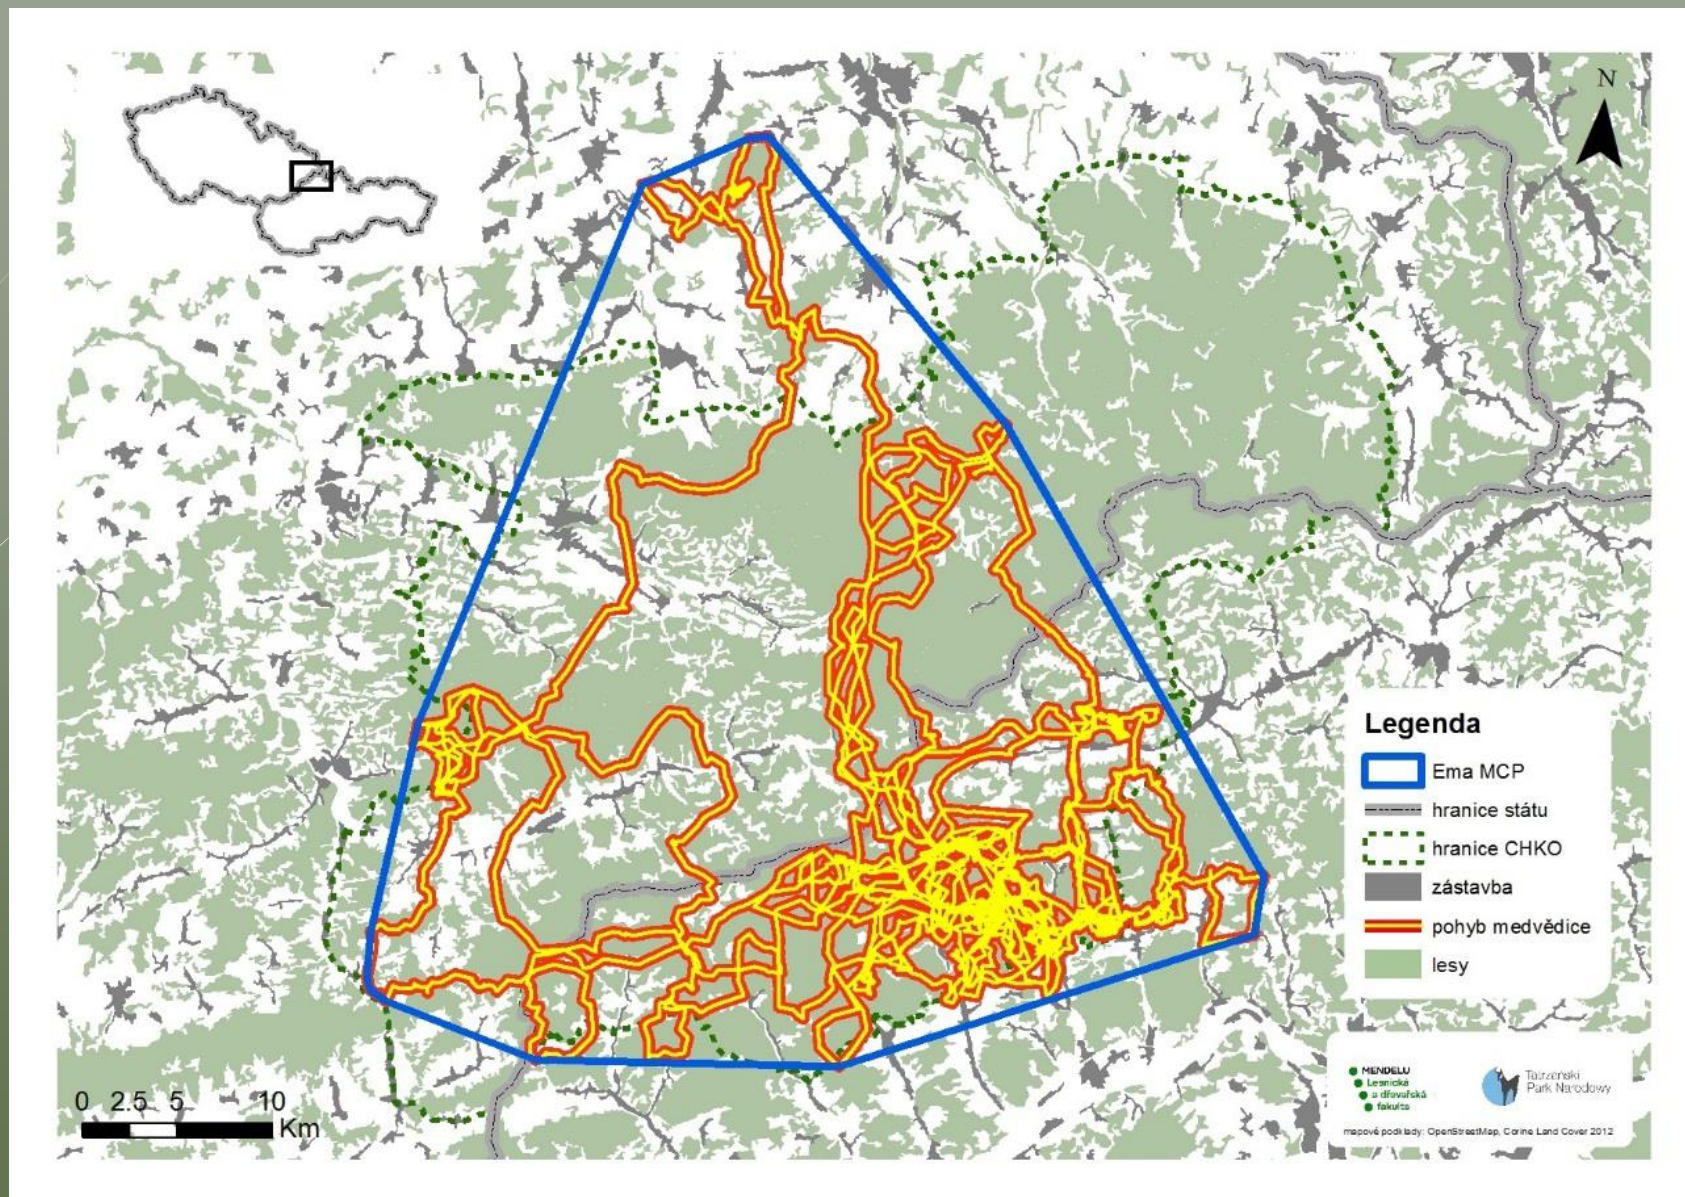 N
Legenda
Ema MCP
hranice státu
hranice CHKO
zástavba
pohyb medvědice
lesy
0 2.5 5 10
Km
MENDELU
Lesnická
a dřevařská
fakulta
Tatrzański
Park Narodowy
mapové podklady: OpenStreetMap, Corine Land Cover 2012